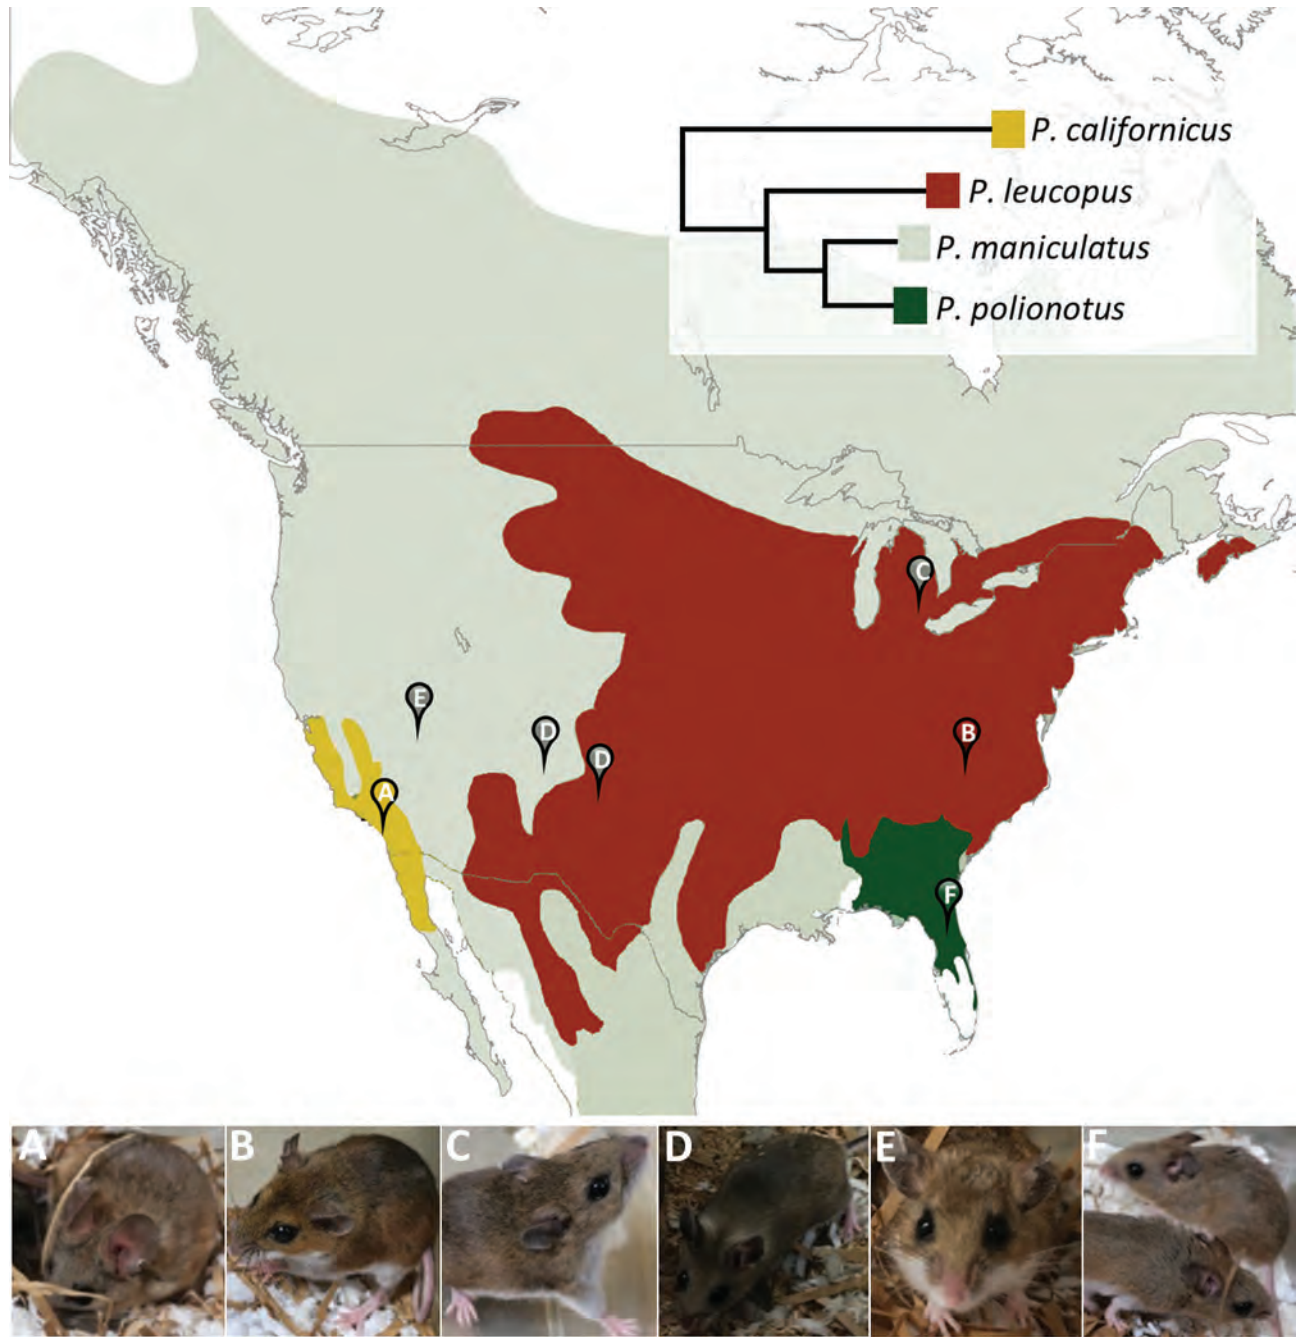 P. californicus
P. leucopus
P. maniculatus
P. polionotus
C
E
D
B
D
A
F
A B C D E F